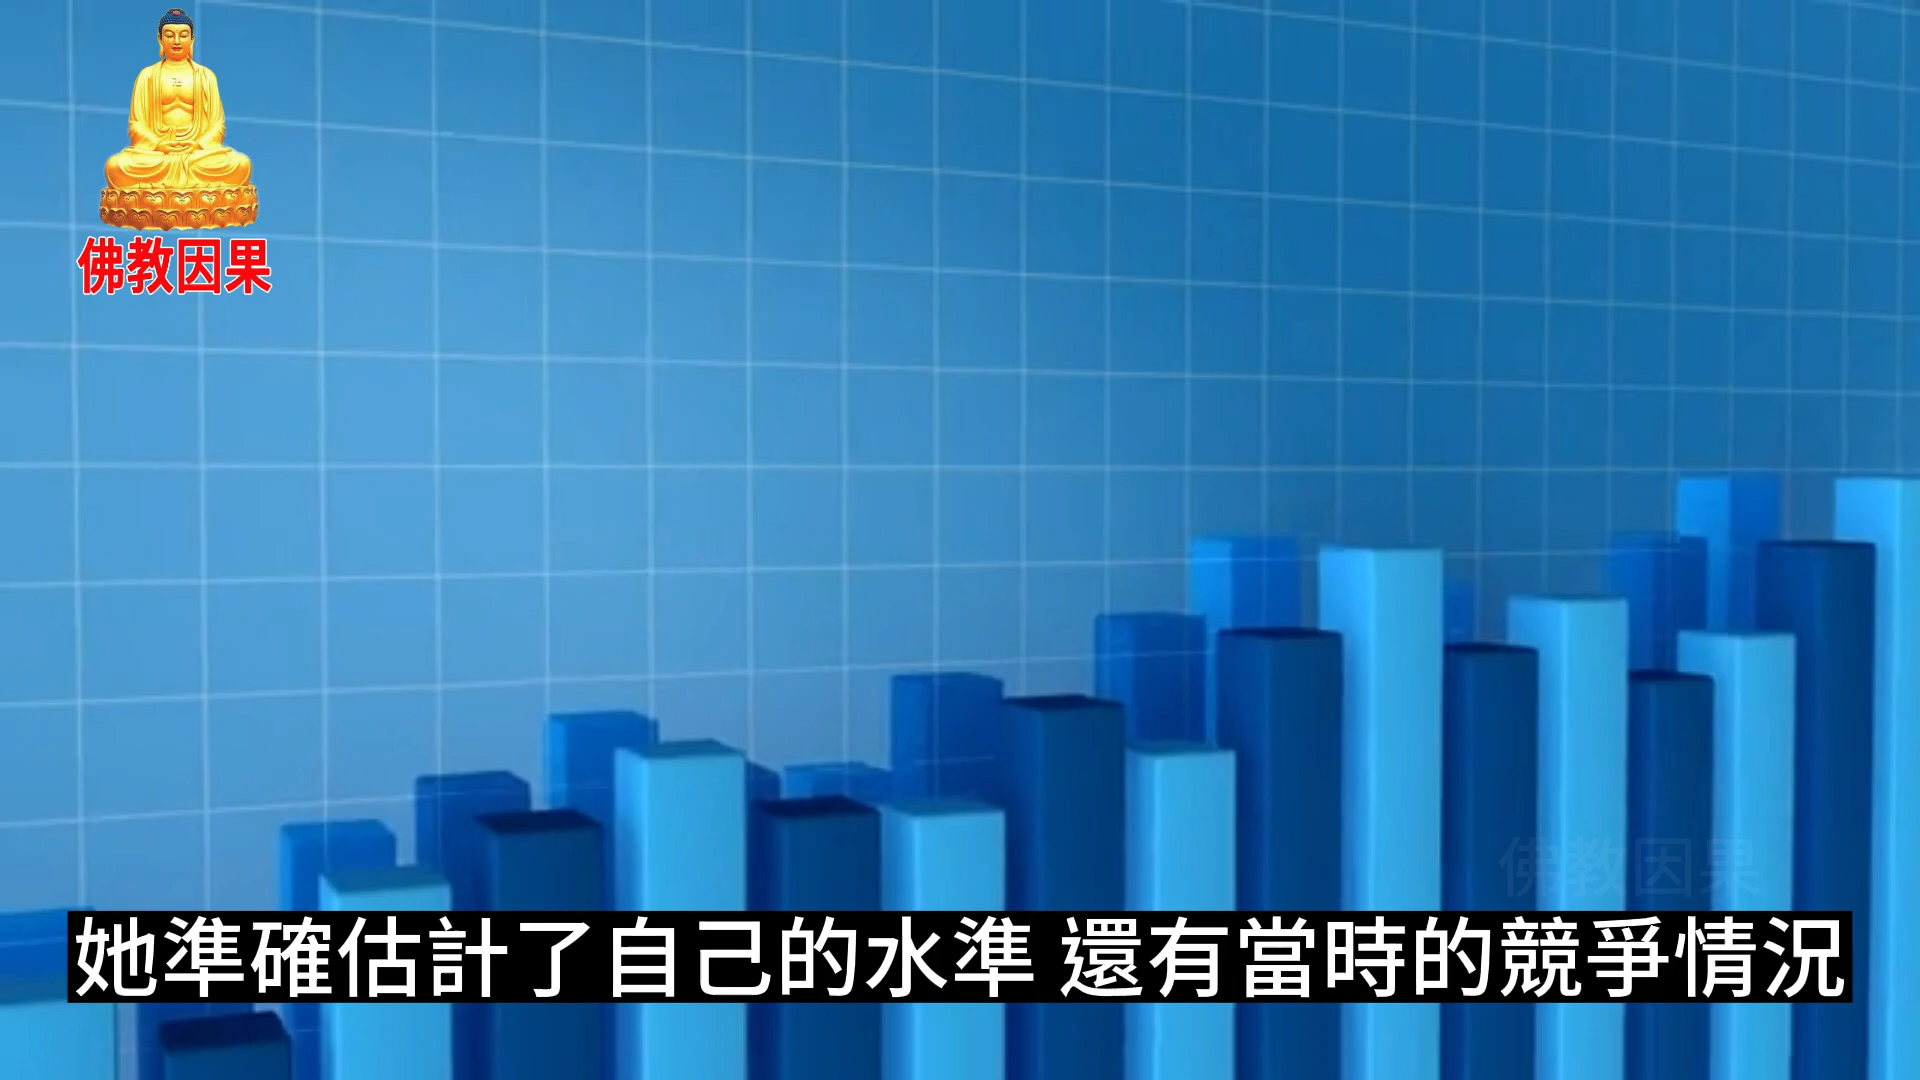 佛教因果
佛教因果
她準確估計了自己的水準 還有當時的競爭情況